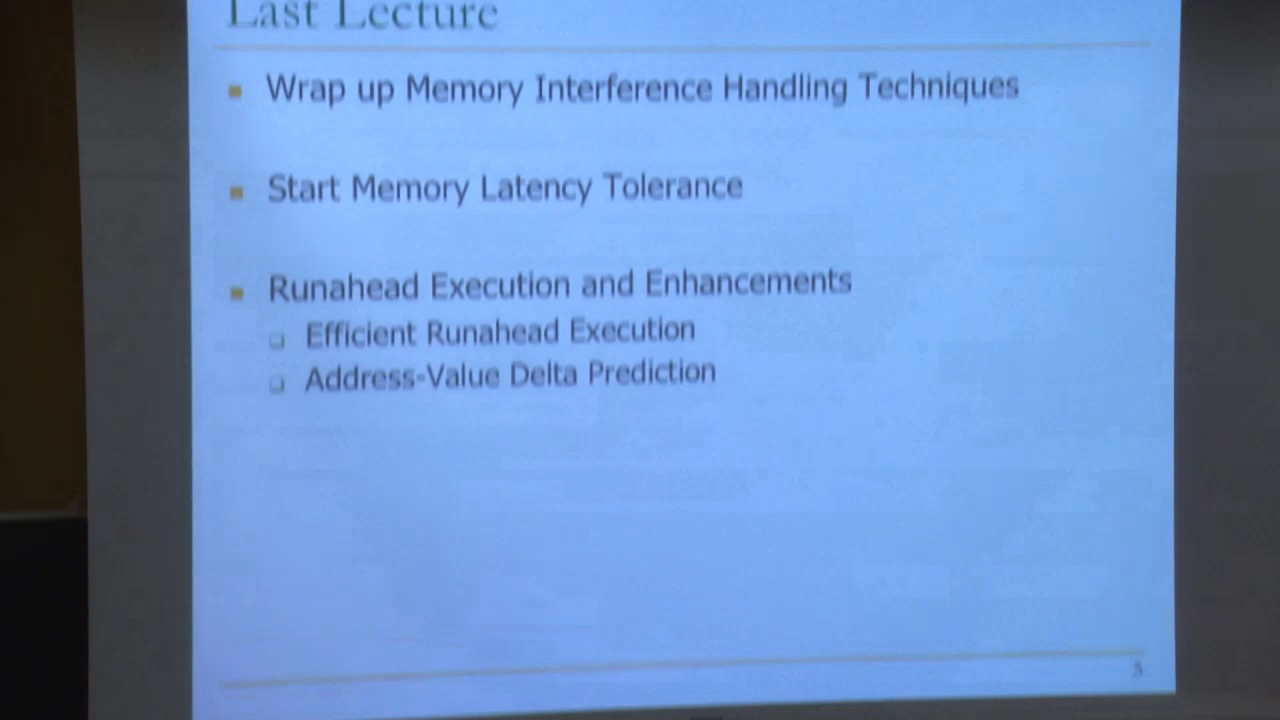 Last Lecture
Wrap up Memory Interference Handling Techniques
Start Memory Latency Tolerance
Runahead Execution and Enhancements
Efficient Runahead Execution
Address-Value Delta Prediction